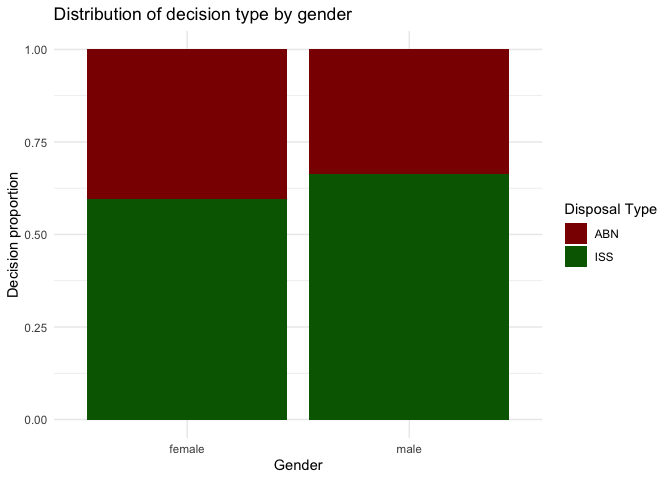 Distribution of decision type by gender
1.00
0.75
0.50
0.25
0.00
Decision proportion
female
male
Gender
Disposal Type
ABN
ISS